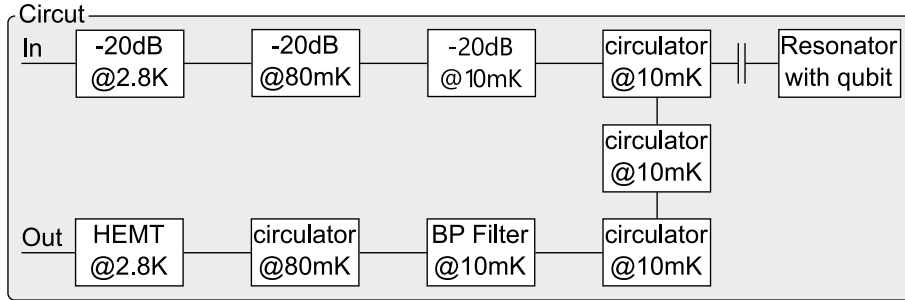 Circut
In
-20dB
@2.8K
-20dB
@80mK
-20dB
@10mK
circulator
@10mK
Resonator
with qubit
circulator
@10mK
Out
HEMT
@2.8K
circulator
@80mK
BP Filter
@10mK
circulator
@10mK